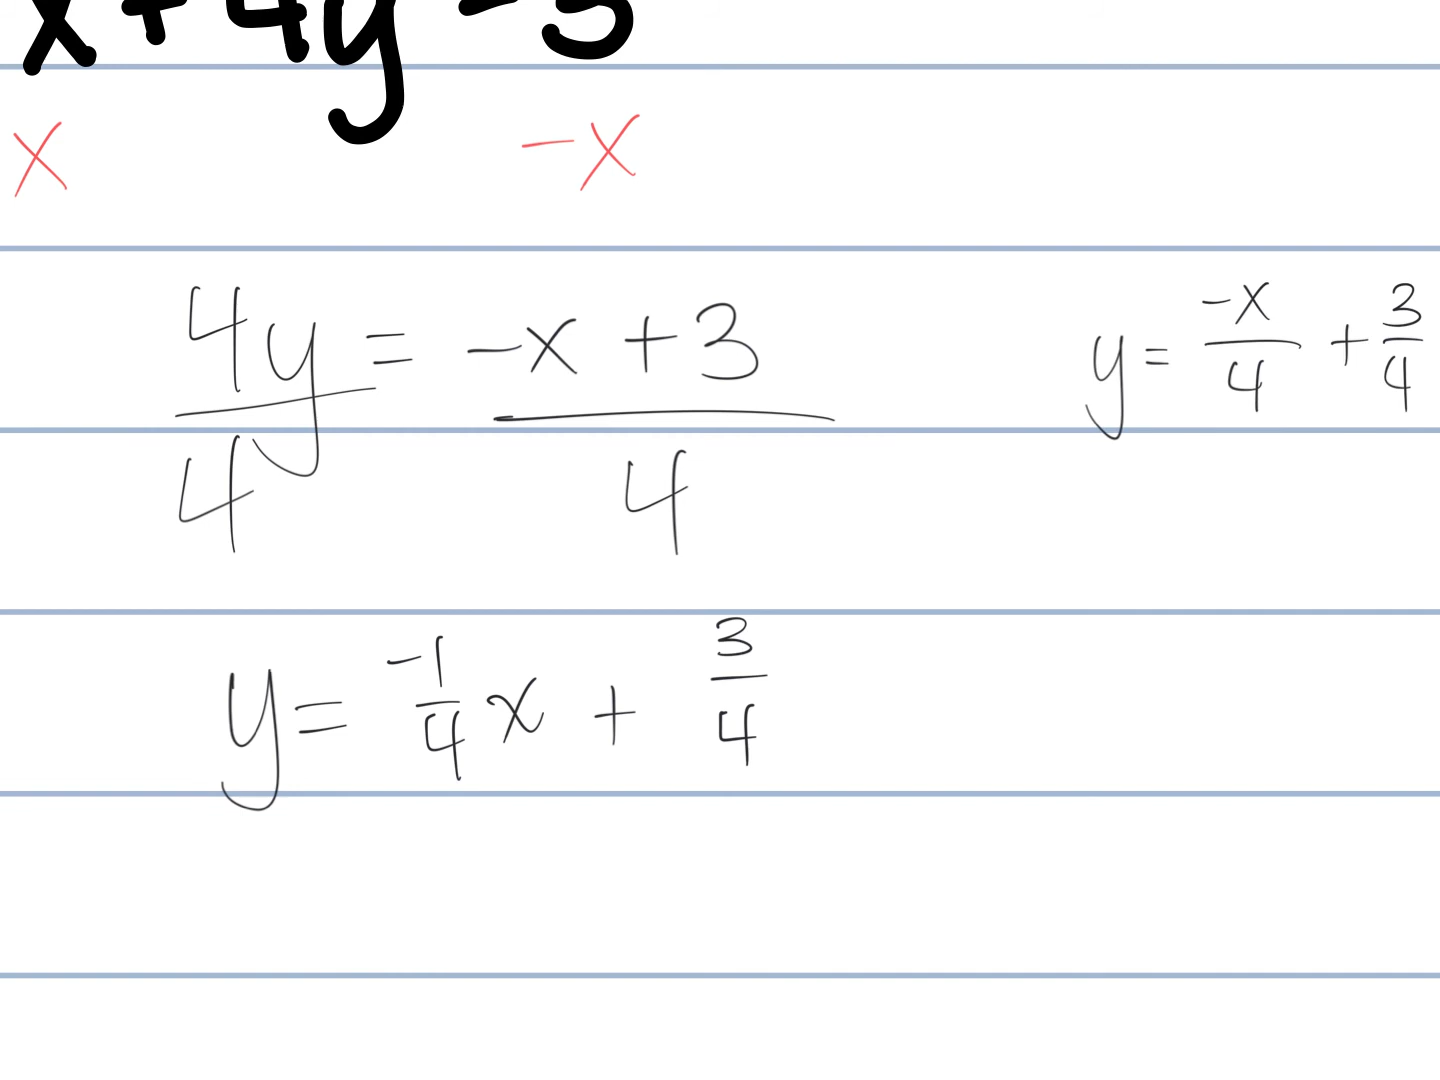 x+4y=3
x -x
4y = -x + 3 y = -x/4 + 3/4
4 4
y = -1/4 x + 3/4